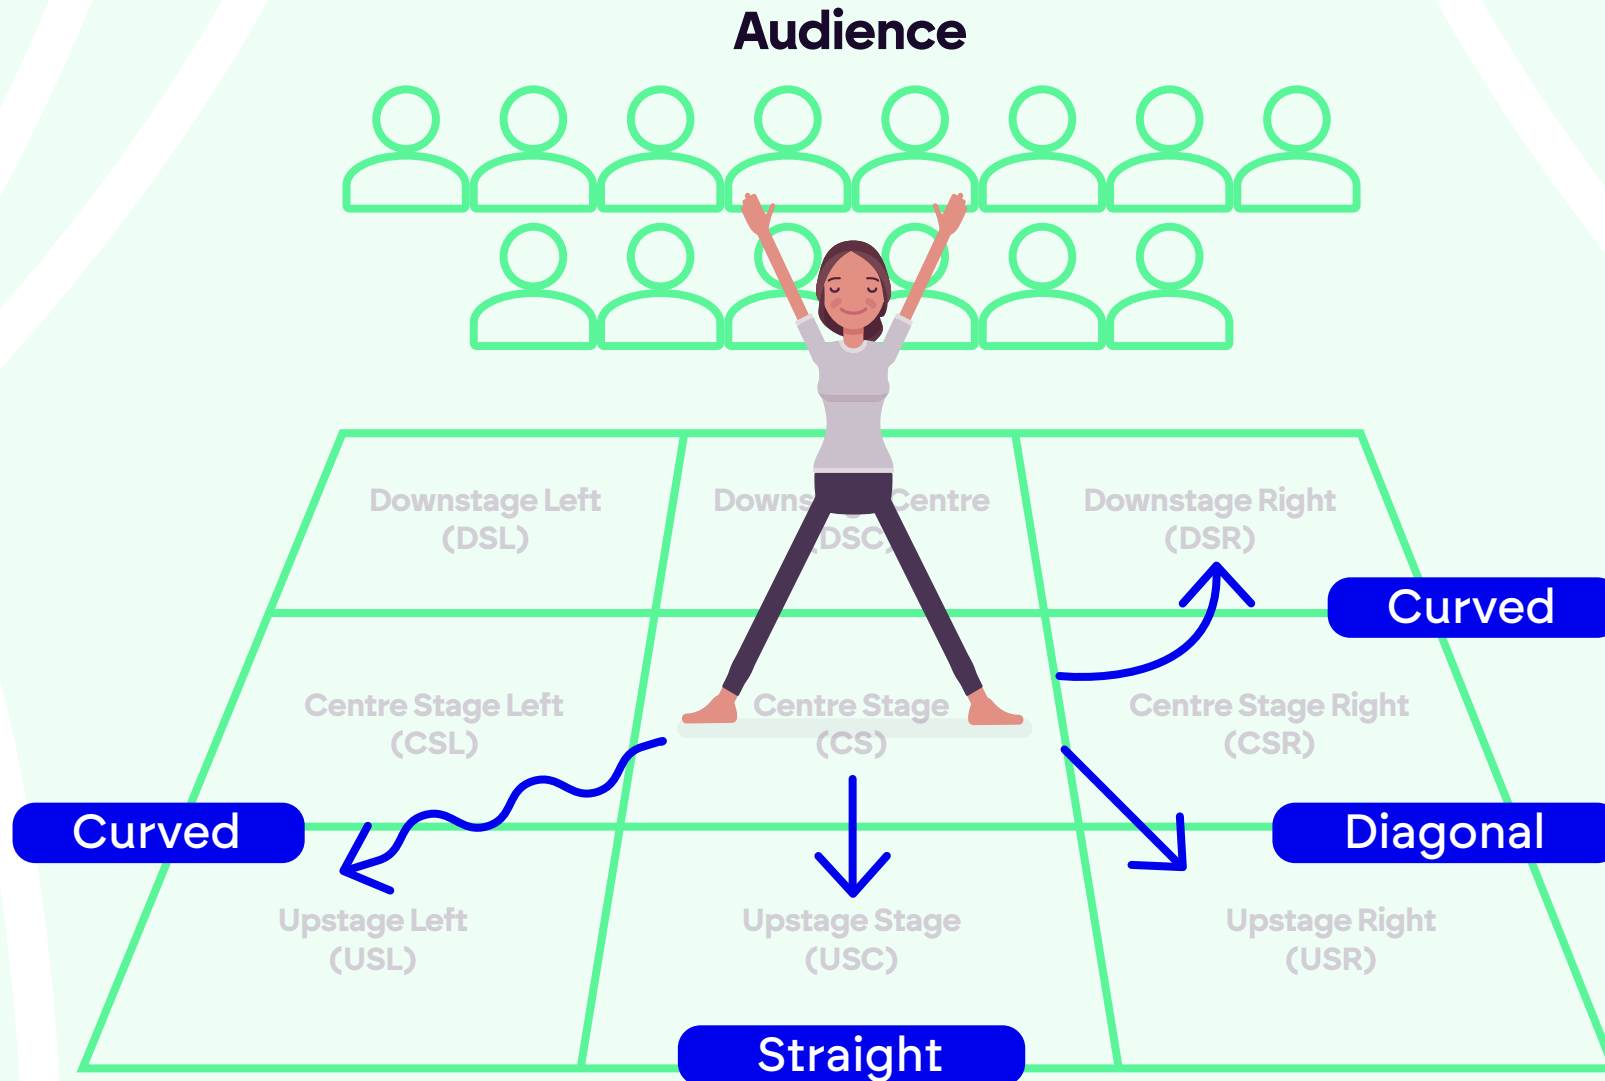 Audience
Downstage Left
(DSL)
Downs Centre
(DSC)
Downstage Right
(DSR)
Curved
Centre Stage Left
(CSL)
Centre Stage
(CS)
Centre Stage Right
(CSR)
Curved
Diagonal
Upstage Left
(USL)
Upstage Stage
(USC)
Upstage Right
(USR)
Straight